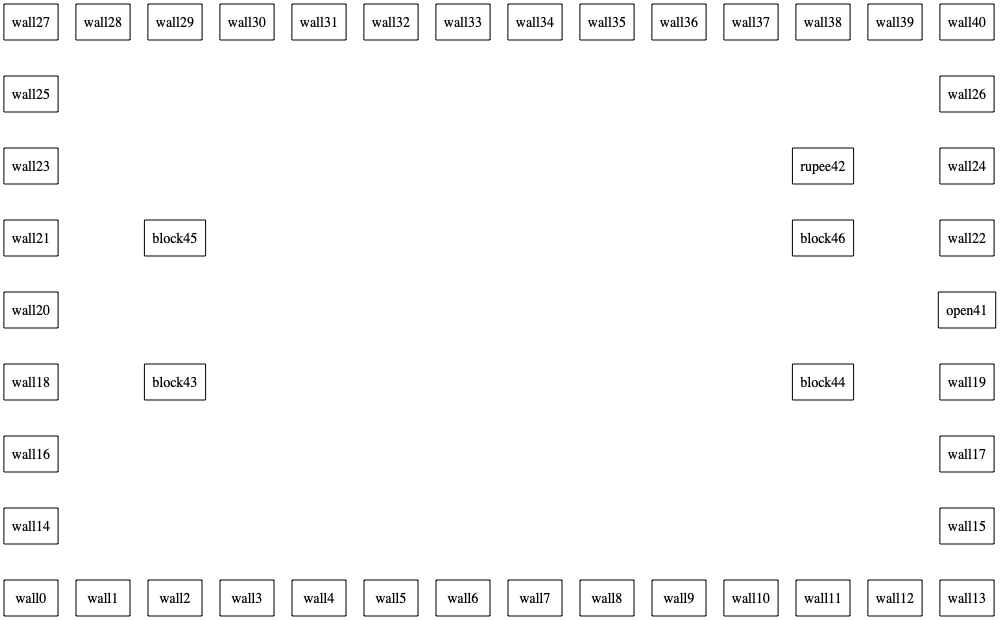 wall27 wall28 wall29 wall30 wall31 wall32 wall33 wall34 wall35 wall36 wall37 wall38 wall39 wall40
wall25 wall26
wall23 rupee42 wall24
wall21 block45 block46 wall22
wall20 open41
wall18 block43 block44 wall19
wall16 wall17
wall14 wall15
wall0 wall1 wall2 wall3 wall4 wall5 wall6 wall7 wall8 wall9 wall10 wall11 wall12 wall13